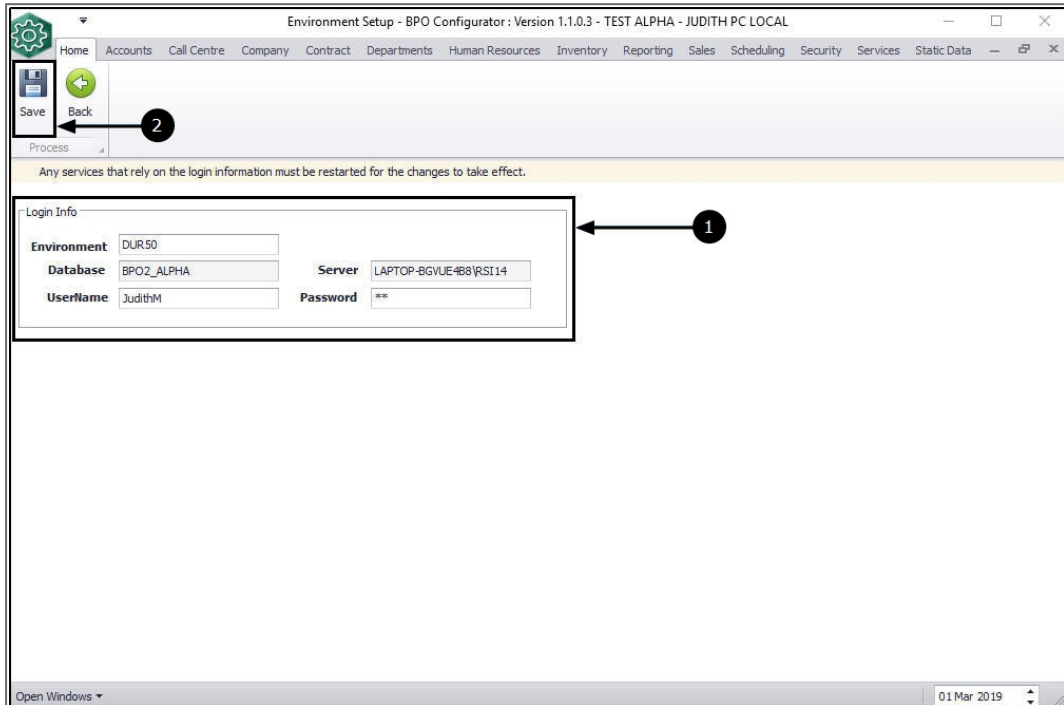 Environment Setup - BPO Configurator : Version 1.1.0.3 - TEST ALPHA - JUDITH PC LOCAL
Home Accounts Call Centre Company Contract Departments Human Resources Inventory Reporting Sales Scheduling Security Services Static Data
Save Back
2
Process
Any services that rely on the login information must be restarted for the changes to take effect.
Login Info
1
Environment DUR50
Database BPO2_ALPHA Server LAPTOP-BGVUE4B8\RSI14
UserName JudithM Password **
Open Windows 01 Mar 2019